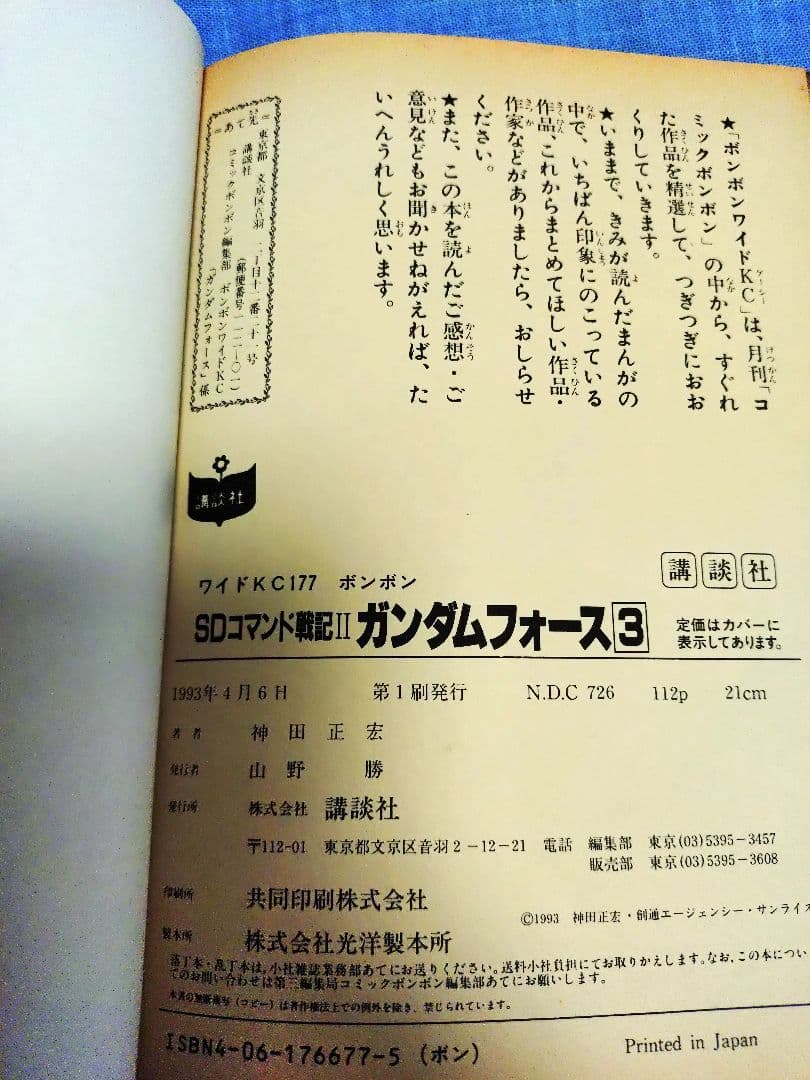 ★「ボンボンワイドKC」は、月刊「コ
ミックボンボン」の中から、すぐれ
た作品を精選して、つぎつぎにおお
くりしていきます。
★いままで、きみが読んだまんがの
中で、いちばん印象にのこっている
作品、これからまとめてほしい作品・
作家などがありましたら、おしらせ
ください。
★また、この本を読んだご感想・ご
意見などもお聞かせねがえれば、た
いへんうれしく思います。
＝あて先＝
東京都 文京区音羽 二丁目十二番二十一号
講談社 (郵便番号一一二-〇一)
コミックボンボン編集部 ボンボンワイドKC
「ガンダムフォース」係
講談社
講談社
ワイドKC177 ボンボン
SDコマンド戦記II ガンダムフォース3
定価はカバーに
表示してあります。
1993年4月6日 第1刷発行 N.D.C 726 112p 21cm
著者 神田正宏
発行者 山野 勝
発行所 株式会社 講談社
〒112-01 東京都文京区音羽2-12-21 電話 編集部 東京(03)5395-3457
販売部 東京(03)5395-3608
印刷所 共同印刷株式会社
©1993 神田正宏・創通エージェンシー・サンライズ
製本所 株式会社光洋製本所
落丁本・乱丁本は、小社雑誌業務部あてにお送りください。送料小社負担にてお取りかえします。なお、この本につい
てのお問い合わせは第三編集局コミックボンボン編集部あてにお願いします。
本書の無断複写（コピー）は著作権法上での例外を除き、禁じられています。
ISBN4-06-176677-5 (ボン)
Printed in Japan